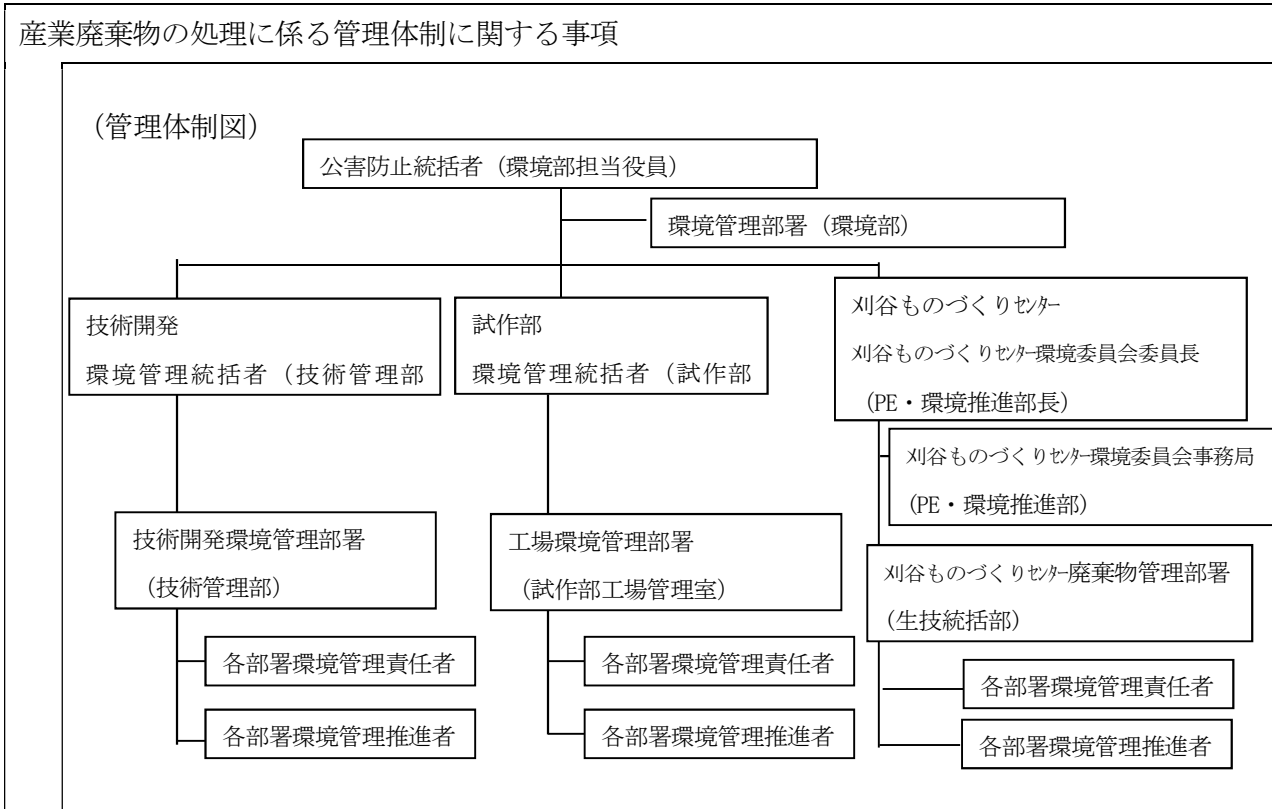 産業廃棄物の処理に係る管理体制に関する事項
（管理体制図）
公害防止統括者（環境部担当役員）
環境管理部署（環境部）
技術開発
環境管理統括者（技術管理部
試作部
環境管理統括者（試作部
刈谷ものづくりｾﾝﾀｰ
刈谷ものづくりｾﾝﾀｰ環境委員会委員長
（PE・環境推進部長）
刈谷ものづくりｾﾝﾀｰ環境委員会事務局
（PE・環境推進部）
技術開発環境管理部署
（技術管理部）
工場環境管理部署
（試作部工場管理室）
刈谷ものづくりｾﾝﾀｰ廃棄物管理部署
（生技統括部）
各部署環境管理責任者
各部署環境管理推進者
各部署環境管理責任者
各部署環境管理推進者
各部署環境管理責任者
各部署環境管理推進者